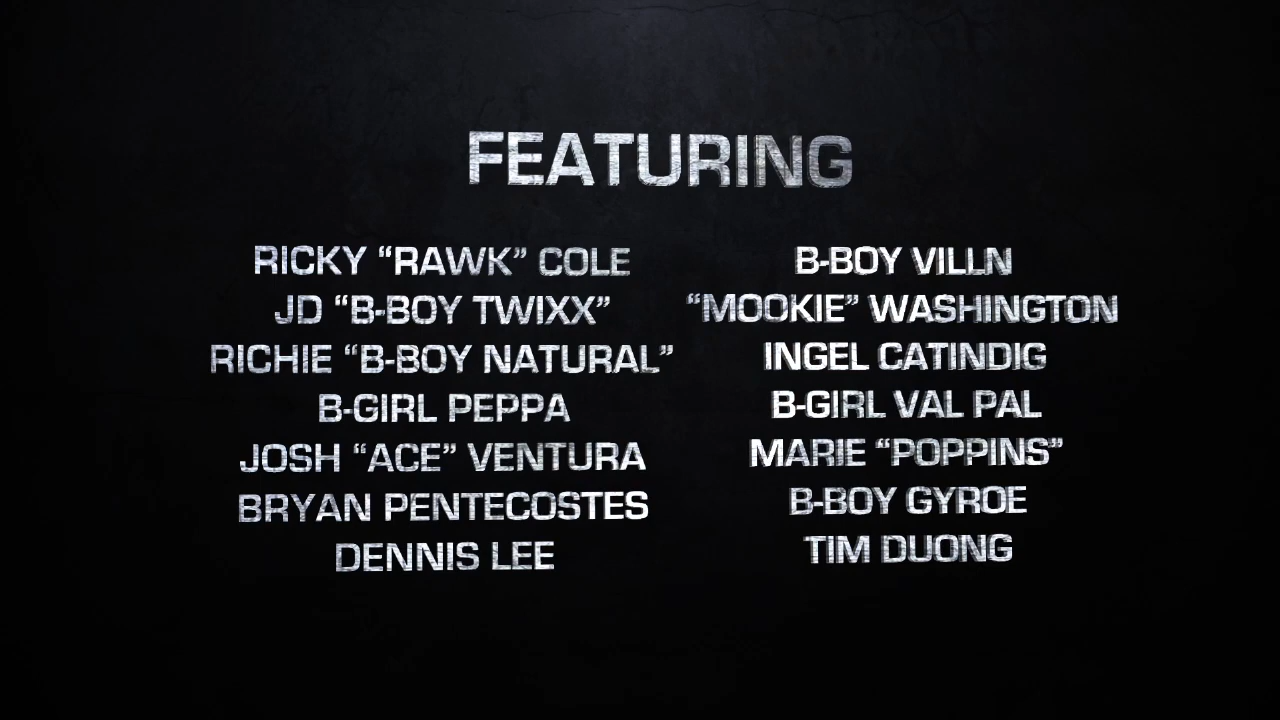 FEATURING
RICKY “RAWK” COLE
JD “B-BOY TWIXX”
RICHIE “B-BOY NATURAL”
B-GIRL PEPPA
JOSH “ACE” VENTURA
BRYAN PENTECOSTES
DENNIS LEE
B-BOY VILLN
“MOOKIE” WASHINGTON
INGEL CATINDIG
B-GIRL VAL PAL
MARIE “POPPINS”
B-BOY GYROE
TIM DUONG